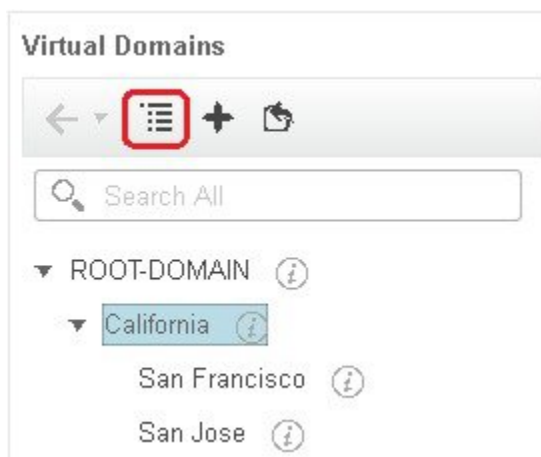 Virtual Domains
Search All
ROOT-DOMAIN
California
San Francisco
San Jose